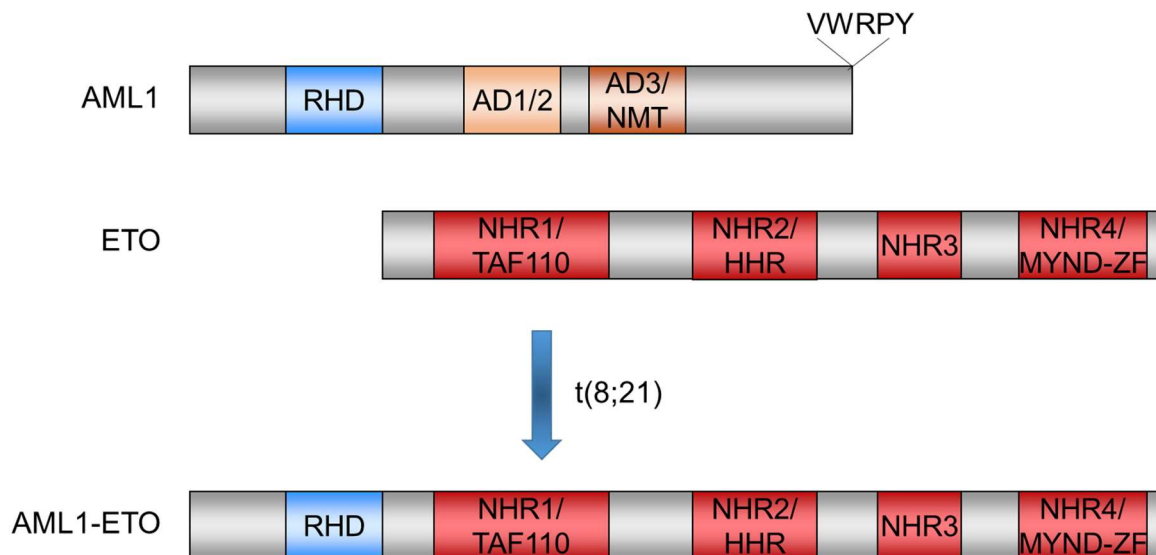 VWRPY
AML1
RHD
AD1/2
AD3/
NMT
ETO
NHR1/
TAF110
NHR2/
HHR
NHR3
NHR4/
MYND-ZF
t(8;21)
AML1-ETO
RHD
NHR1/
TAF110
NHR2/
HHR
NHR3
NHR4/
MYND-ZF